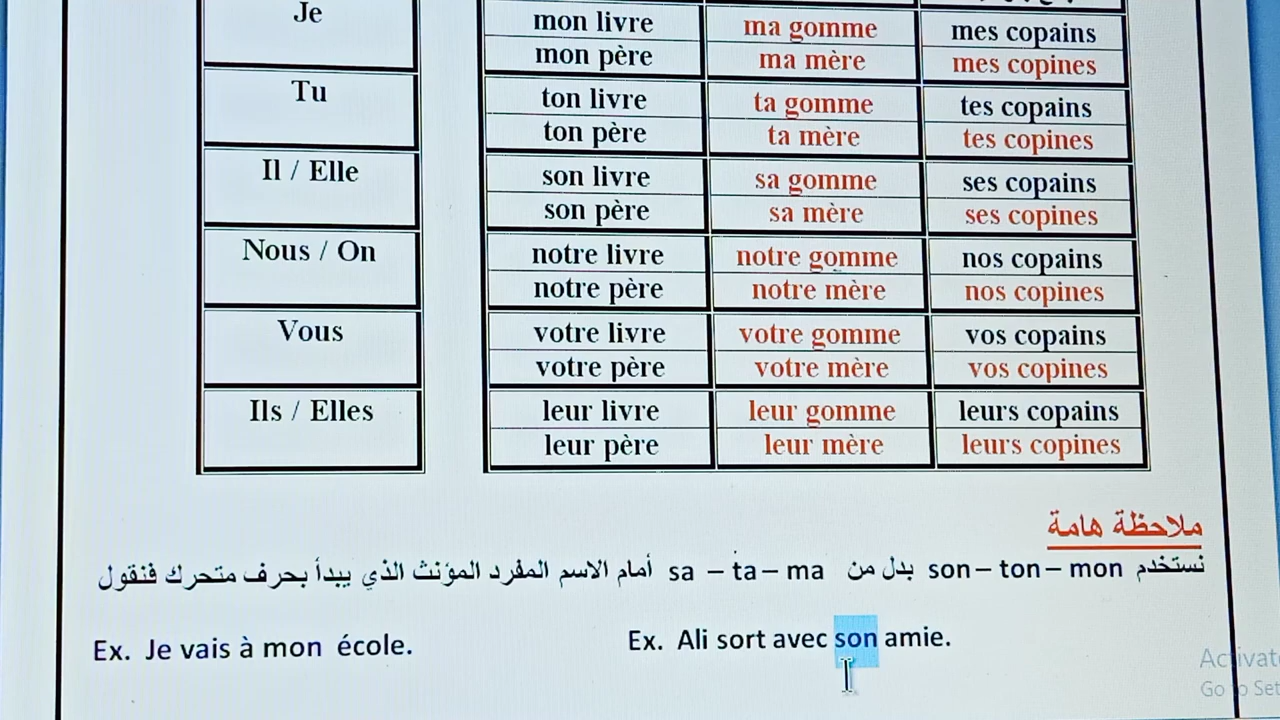 Je
mon livre ma gomme mes copains
mon père ma mère mes copines
Tu
ton livre ta gomme tes copains
ton père ta mère tes copines
Il / Elle
son livre sa gomme ses copains
son père sa mère ses copines
Nous / On
notre livre notre gomme nos copains
notre père notre mère nos copines
Vous
votre livre votre gomme vos copains
votre père votre mère vos copines
Ils / Elles
leur livre leur gomme leurs copains
leur père leur mère leurs copines
ملاحظة هامة
نستخدم son – ton – mon بدل من sa – ta – ma أمام الاسم المفرد المؤنث الذي يبدأ بحرف متحرك فنقول
Ex. Je vais à mon école. Ex. Ali sort avec son amie.
Activat
Go to Set